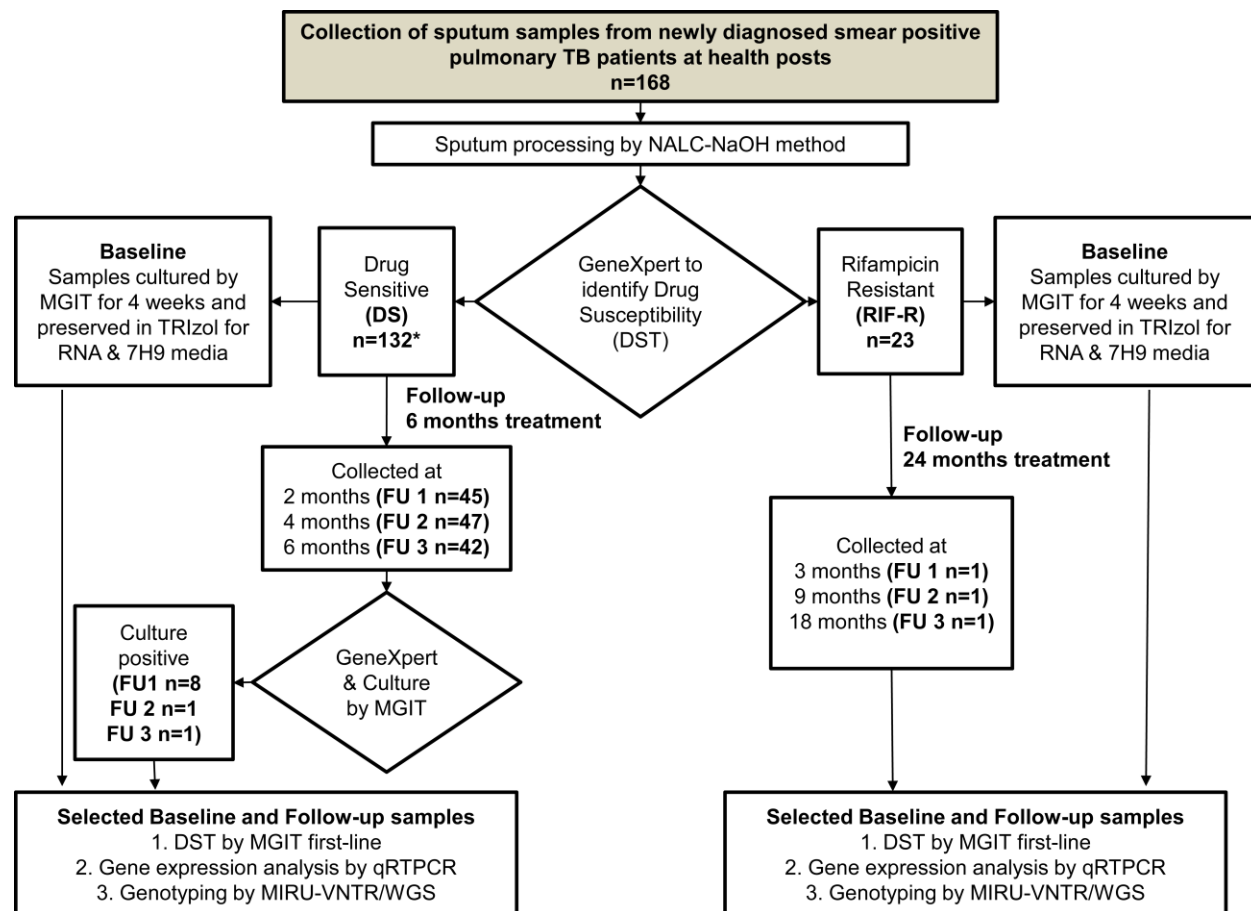 Collection of sputum samples from newly diagnosed smear positive
pulmonary TB patients at health posts
n=168
Sputum processing by NALC-NaOH method
Baseline
Samples cultured by
MGIT for 4 weeks and
preserved in TRIzol for
RNA & 7H9 media
Drug
Sensitive
(DS)
n=132*
GeneXpert to
identify Drug
Susceptibility
(DST)
Rifampicin
Resistant
(RIF-R)
n=23
Baseline
Samples cultured by
MGIT for 4 weeks and
preserved in TRIzol for
RNA & 7H9 media
Follow-up
6 months treatment
Follow-up
24 months treatment
Collected at
2 months (FU 1 n=45)
4 months (FU 2 n=47)
6 months (FU 3 n=42)
Collected at
3 months (FU 1 n=1)
9 months (FU 2 n=1)
18 months (FU 3 n=1)
Culture
positive
(FU1 n=8
FU 2 n=1
FU 3 n=1)
GeneXpert
& Culture
by MGIT
Selected Baseline and Follow-up samples
1. DST by MGIT first-line
2. Gene expression analysis by qRTPCR
3. Genotyping by MIRU-VNTR/WGS
Selected Baseline and Follow-up samples
1. DST by MGIT first-line
2. Gene expression analysis by qRTPCR
3. Genotyping by MIRU-VNTR/WGS